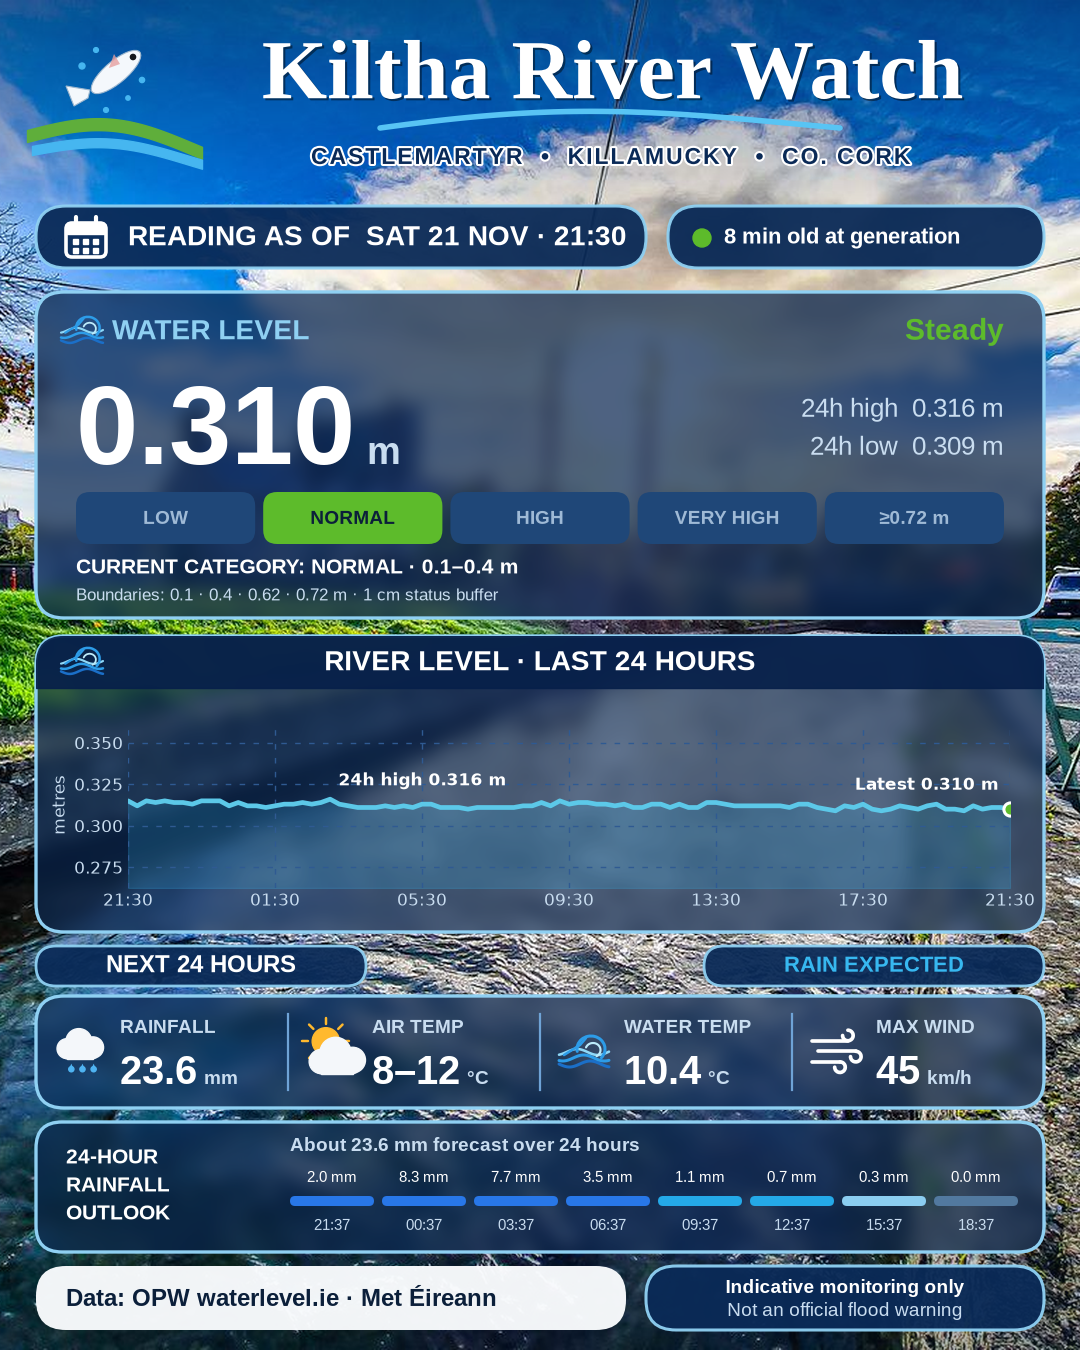 Kiltha River Watch
CASTLEMARTYR • KILLAMUCKY • CO. CORK
READING AS OF SAT 21 NOV · 21:30
8 min old at generation
WATER LEVEL
Steady
0.310 m
24h high 0.316 m
24h low 0.309 m
LOW
NORMAL
HIGH
VERY HIGH
≥0.72 m
CURRENT CATEGORY: NORMAL · 0.1–0.4 m
Boundaries: 0.1 · 0.4 · 0.62 · 0.72 m · 1 cm status buffer
RIVER LEVEL · LAST 24 HOURS
metres
0.350
0.325
0.300
0.275
24h high 0.316 m
Latest 0.310 m
21:30 01:30 05:30 09:30 13:30 17:30 21:30
NEXT 24 HOURS
RAIN EXPECTED
RAINFALL
23.6 mm
AIR TEMP
8–12 °C
WATER TEMP
10.4 °C
MAX WIND
45 km/h
24-HOUR
RAINFALL
OUTLOOK
About 23.6 mm forecast over 24 hours
2.0 mm 8.3 mm 7.7 mm 3.5 mm 1.1 mm 0.7 mm 0.3 mm 0.0 mm
21:37 00:37 03:37 06:37 09:37 12:37 15:37 18:37
Data: OPW waterlevel.ie · Met Éireann
Indicative monitoring only
Not an official flood warning